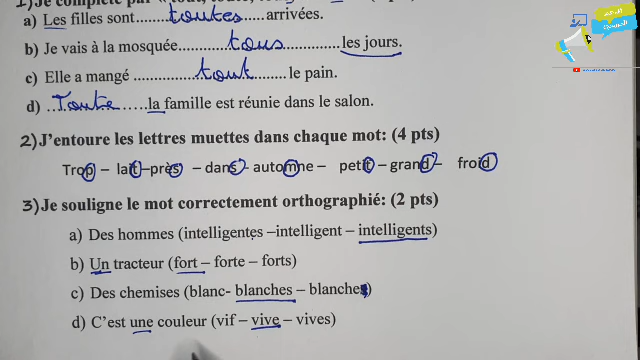 1)Je complète par
a) Les filles sont.........toutes....arrivées.
b) Je vais à la mosquée............tous..............les jours.
c) Elle a mangé ................tout........le pain.
d) ..Toute......la famille est réunie dans le salon.
2)J'entoure les lettres muettes dans chaque mot: (4 pts)
Trop – lait –près – dans – automne – petit – grand – froid
3)Je souligne le mot correctement orthographié: (2 pts)
a) Des hommes (intelligentes –intelligent – intelligents)
b) Un tracteur (fort – forte – forts)
c) Des chemises (blanc- blanches – blanche)
d) C'est une couleur (vif – vive – vives)